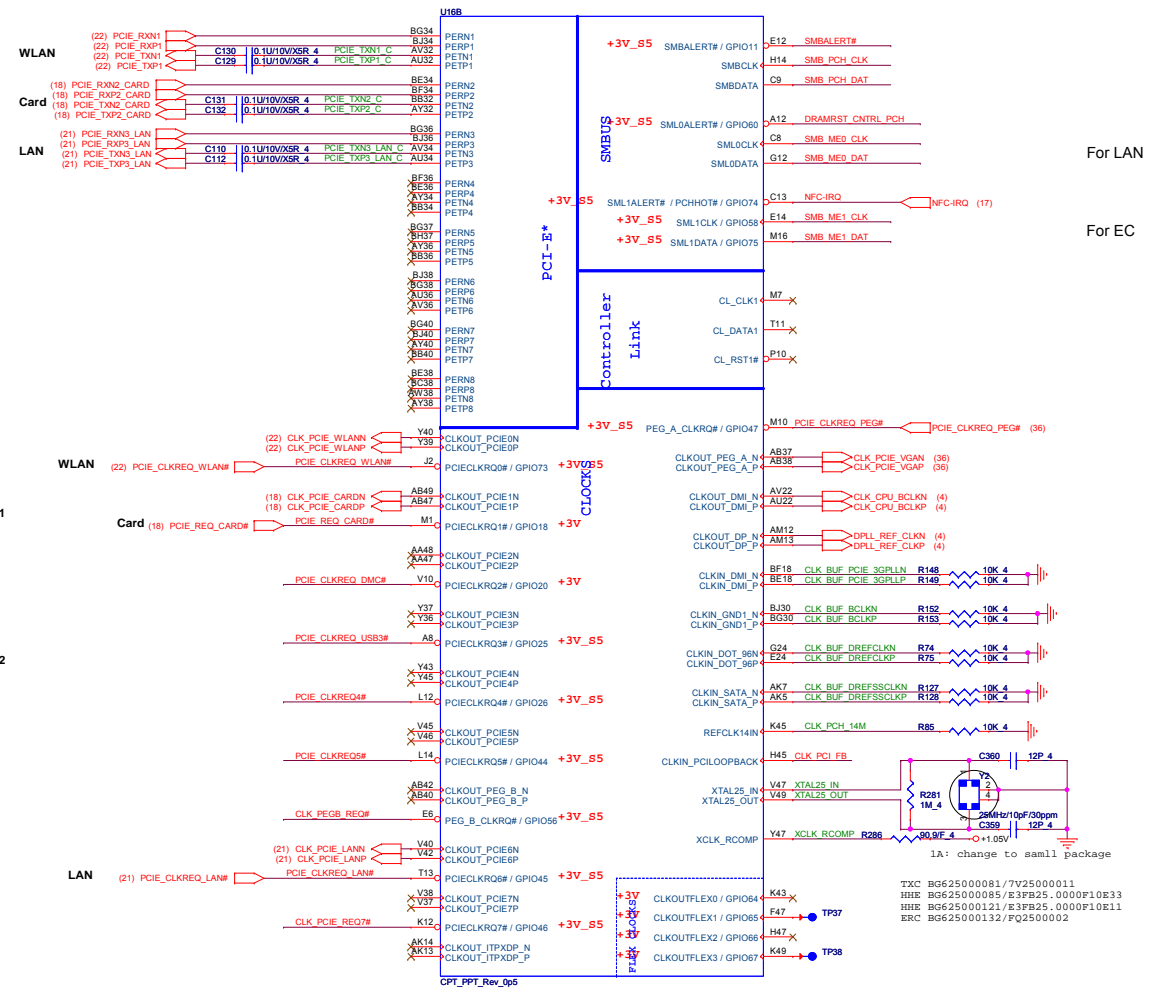 U16B
WLAN
(22) PCIE_RXN1 BG34 PERN1
(22) PCIE_RXP1 BJ34 PERP1
(22) PCIE_TXN1 C130 0.1U/10V/X5R_4 PCIE_TXN1_C AV32 PETN1
(22) PCIE_TXP1 C129 0.1U/10V/X5R_4 PCIE_TXP1_C AU32 PETP1
Card
(18) PCIE_RXN2_CARD BE34 PERN2
(18) PCIE_RXP2_CARD BF34 PERP2
(18) PCIE_TXN2_CARD C131 0.1U/10V/X5R_4 PCIE_TXN2_C BB32 PETN2
(18) PCIE_TXP2_CARD C132 0.1U/10V/X5R_4 PCIE_TXP2_C AY32 PETP2
LAN
(21) PCIE_RXN3_LAN BG36 PERN3
(21) PCIE_RXP3_LAN BJ36 PERP3
(21) PCIE_TXN3_LAN C110 0.1U/10V/X5R_4 PCIE_TXN3_LAN_C AV34 PETN3
(21) PCIE_TXP3_LAN C112 0.1U/10V/X5R_4 PCIE_TXP3_LAN_C AU34 PETP3
BF36 PERN4
BE36 PERP4
AY34 PETN4
BB34 PETP4
BG37 PERN5
BH37 PERP5
AY36 PETN5
BB36 PETP5
BJ38 PERN6
BG38 PERP6
AU36 PETN6
AV36 PETP6
BG40 PERN7
BJ40 PERP7
AY40 PETN7
BB40 PETP7
BE38 PERN8
BC38 PERP8
AW38 PETN8
AY38 PETP8
PCI-E*
SMBUS
+3V_S5 SMBALERT# / GPIO11 E12 SMBALERT#
SMBCLK H14 SMB_PCH_CLK
SMBDATA C9 SMB_PCH_DAT
+3V_S5 SML0ALERT# / GPIO60 A12 DRAMRST_CNTRL_PCH
SML0CLK C8 SMB_ME0_CLK
SML0DATA G12 SMB_ME0_DAT
For LAN
+3V_S5 SML1ALERT# / PCHHOT# / GPIO74 C13 NFC-IRQ NFC-IRQ (17)
+3V_S5 SML1CLK / GPIO58 E14 SMB_ME1_CLK
+3V_S5 SML1DATA / GPIO75 M16 SMB_ME1_DAT
For EC
Controller
Link
CL_CLK1 M7
CL_DATA1 T11
CL_RST1# P10
CLOCKS
(22) CLK_PCIE_WLANN Y40 CLKOUT_PCIE0N
(22) CLK_PCIE_WLANP Y39 CLKOUT_PCIE0P
WLAN (22) PCIE_CLKREQ_WLAN# PCIE_CLKREQ_WLAN# J2 PCIECLKRQ0# / GPIO73 +3V_S5
(18) CLK_PCIE_CARDN AB49 CLKOUT_PCIE1N
(18) CLK_PCIE_CARDP AB47 CLKOUT_PCIE1P
1
Card (18) PCIE_REQ_CARD# PCIE_REQ_CARD# M1 PCIECLKRQ1# / GPIO18 +3V
AA48 CLKOUT_PCIE2N
AA47 CLKOUT_PCIE2P
PCIE_CLKREQ_DMC# V10 PCIECLKRQ2# / GPIO20 +3V
Y37 CLKOUT_PCIE3N
Y36 CLKOUT_PCIE3P
PCIE_CLKREQ_USB3# A8 PCIECLKRQ3# / GPIO25 +3V_S5
2
Y43 CLKOUT_PCIE4N
Y45 CLKOUT_PCIE4P
PCIE_CLKREQ4# L12 PCIECLKRQ4# / GPIO26 +3V_S5
V45 CLKOUT_PCIE5N
V46 CLKOUT_PCIE5P
PCIE_CLKREQ5# L14 PCIECLKRQ5# / GPIO44 +3V_S5
AB42 CLKOUT_PEG_B_N
AB40 CLKOUT_PEG_B_P
CLK_PEGB_REQ# E6 PEG_B_CLKRQ# / GPIO56 +3V_S5
(21) CLK_PCIE_LANN V40 CLKOUT_PCIE6N
(21) CLK_PCIE_LANP V42 CLKOUT_PCIE6P
LAN (21) PCIE_CLKREQ_LAN# PCIE_CLKREQ_LAN# T13 PCIECLKRQ6# / GPIO45 +3V_S5
V38 CLKOUT_PCIE7N
V37 CLKOUT_PCIE7P
CLK_PCIE_REQ7# K12 PCIECLKRQ7# / GPIO46 +3V_S5
AK14 CLKOUT_ITPXDP_N
AK13 CLKOUT_ITPXDP_P
+3V_S5 PEG_A_CLKRQ# / GPIO47 M10 PCIE_CLKREQ_PEG# PCIE_CLKREQ_PEG# (36)
CLKOUT_PEG_A_N AB37 CLK_PCIE_VGAN (36)
CLKOUT_PEG_A_P AB38 CLK_PCIE_VGAP (36)
CLKOUT_DMI_N AV22 CLK_CPU_BCLKN (4)
CLKOUT_DMI_P AU22 CLK_CPU_BCLKP (4)
CLKOUT_DP_N AM12 DPLL_REF_CLKN (4)
CLKOUT_DP_P AM13 DPLL_REF_CLKP (4)
CLKIN_DMI_N BF18 CLK_BUF_PCIE_3GPLLN R148 10K_4
CLKIN_DMI_P BE18 CLK_BUF_PCIE_3GPLLP R149 10K_4
CLKIN_GND1_N BJ30 CLK_BUF_BCLKN R152 10K_4
CLKIN_GND1_P BG30 CLK_BUF_BCLKP R153 10K_4
CLKIN_DOT_96N G24 CLK_BUF_DREFCLKN R74 10K_4
CLKIN_DOT_96P E24 CLK_BUF_DREFCLKP R75 10K_4
CLKIN_SATA_N AK7 CLK_BUF_DREFSSCLKN R127 10K_4
CLKIN_SATA_P AK5 CLK_BUF_DREFSSCLKP R128 10K_4
REFCLK14IN K45 CLK_PCH_14M R85 10K_4
CLKIN_PCILOOPBACK H45 CLK_PCI_FB
XTAL25_IN V47 XTAL25_IN
XTAL25_OUT V49 XTAL25_OUT
C360 12P_4
Y2
1
2
4
3
R281
1M_4
25MHz/10pF/30ppm
C359 12P_4
XCLK_RCOMP Y47 XCLK_RCOMP R286 90.9/F_4 +1.05V
1A: change to samll package
FLEX CLOCKS
+3V CLKOUTFLEX0 / GPIO64 K43
+3V CLKOUTFLEX1 / GPIO65 F47 TP37
+3V CLKOUTFLEX2 / GPIO66 H47
+3V CLKOUTFLEX3 / GPIO67 K49 TP38
TXC BG625000081/7V25000011
HHE BG625000085/E3FB25.0000F10E33
HHE BG625000121/E3FB25.0000F10E11
ERC BG625000132/FQ2500002
CPT_PPT_Rev_0p5